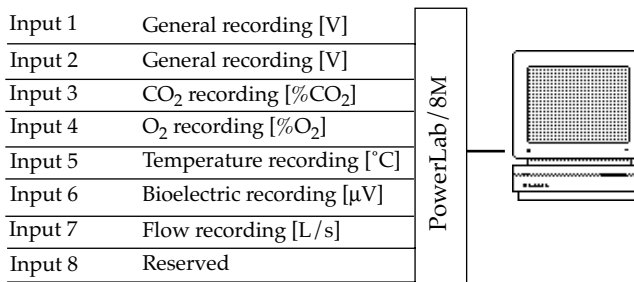 Input 1 General recording [V]
Input 2 General recording [V]
Input 3 CO₂ recording [%CO₂]
Input 4 O₂ recording [%O₂]
Input 5 Temperature recording [˚C]
Input 6 Bioelectric recording [µV]
Input 7 Flow recording [L/s]
Input 8 Reserved
PowerLab/8M